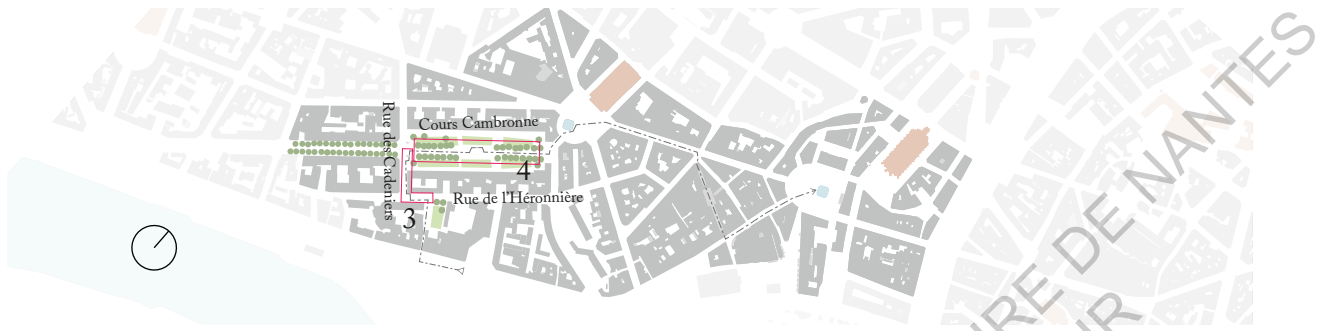 Cours Cambronne
Rue des Cadeniers
4
Rue de l'Héronnière
3
RE DE NANTES